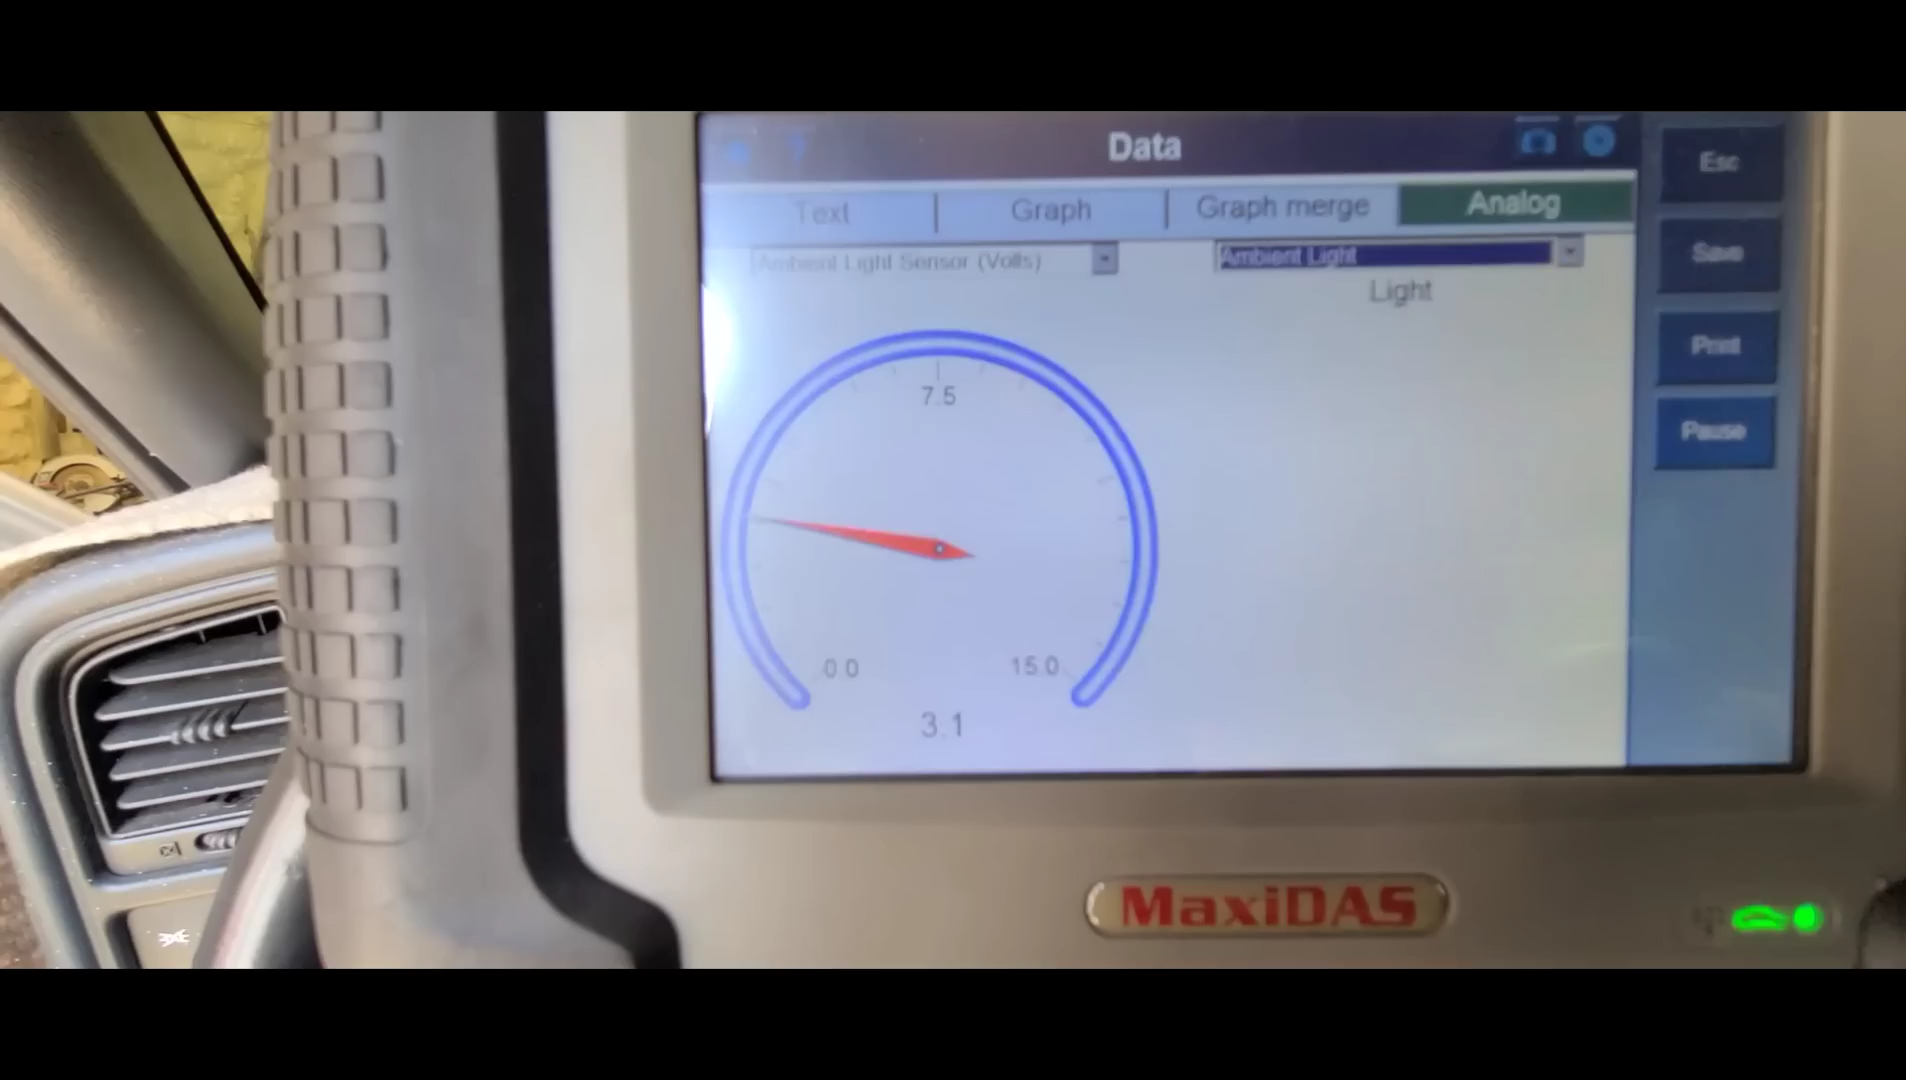 Data
Esc
Text
Graph
Graph merge
Analog
Save
Ambient Light Sensor (Volts)
Ambient Light
Light
Print
7.5
Pause
0.0
15.0
3.1
MaxiDAS